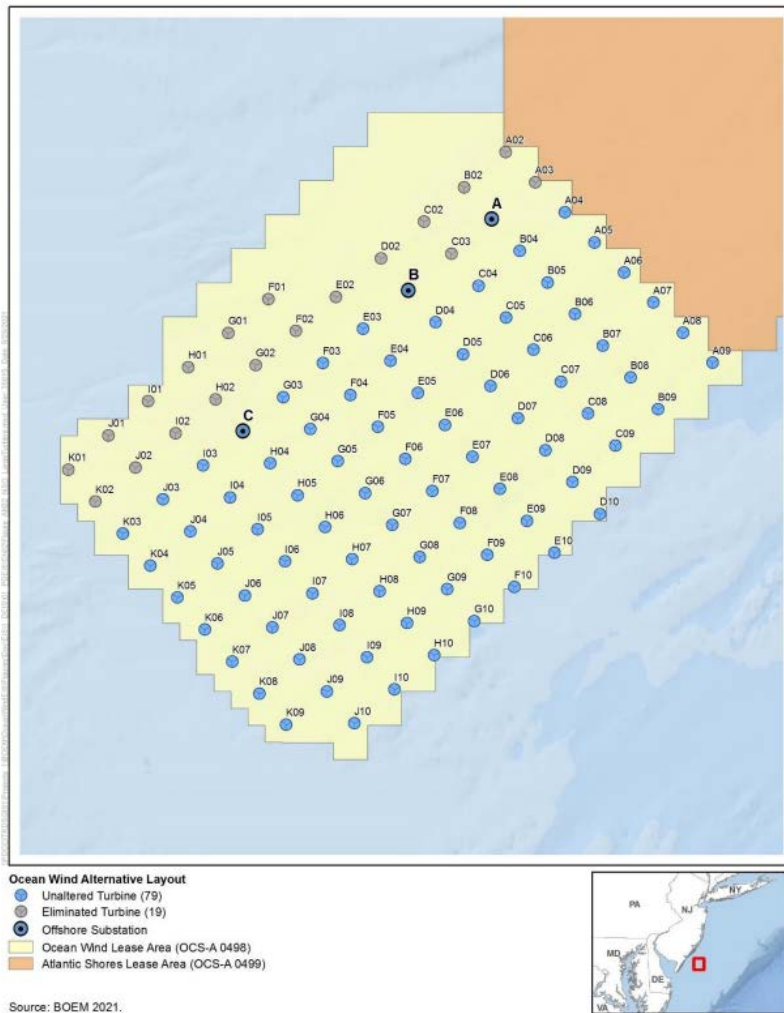 A02
A03
B02
A
A04
C02
A05
B04
C03
D02
B
A06
C04
B05
E02
F01
A07
B06
D04
C05
E03
A08
G01
F02
B07
C06
D05
A09
E04
F03
H01
G02
B08
C07
D06
E05
F04
G03
I01
H02
B09
C08
D07
E06
F05
G04
C
J01
I02
C09
D08
E07
F06
G05
H04
I03
K01
J02
D09
E08
F07
G06
H05
I04
J03
K02
D10
E09
F08
G07
H06
I05
J04
K03
E10
F09
G08
H07
I06
J05
K04
F10
G09
H08
I07
J06
K05
G10
H09
I08
J07
K06
H10
I09
J08
K07
I10
J09
K08
J10
K09
Ocean Wind Alternative Layout
Unaltered Turbine (79)
Eliminated Turbine (19)
Offshore Substation
Ocean Wind Lease Area (OCS-A 0498)
Atlantic Shores Lease Area (OCS-A 0499)
NY
PA
NJ
MD
DE
VA
Source: BOEM 2021.